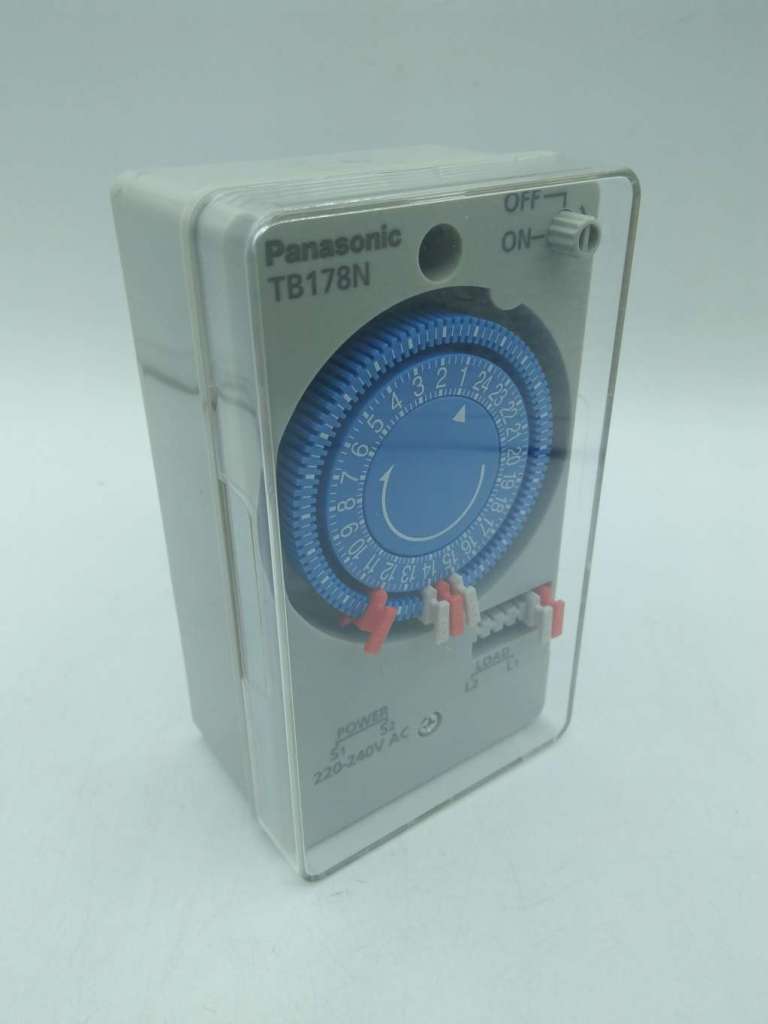 OFF
ON
Panasonic
TB178N
1 2 3 4 5 6 7 8 9 10 11 12 13 14 15 16 17 18 19 20 21 22 23 24
LOAD
L2 L1
POWER
S1 S2
220-240V AC